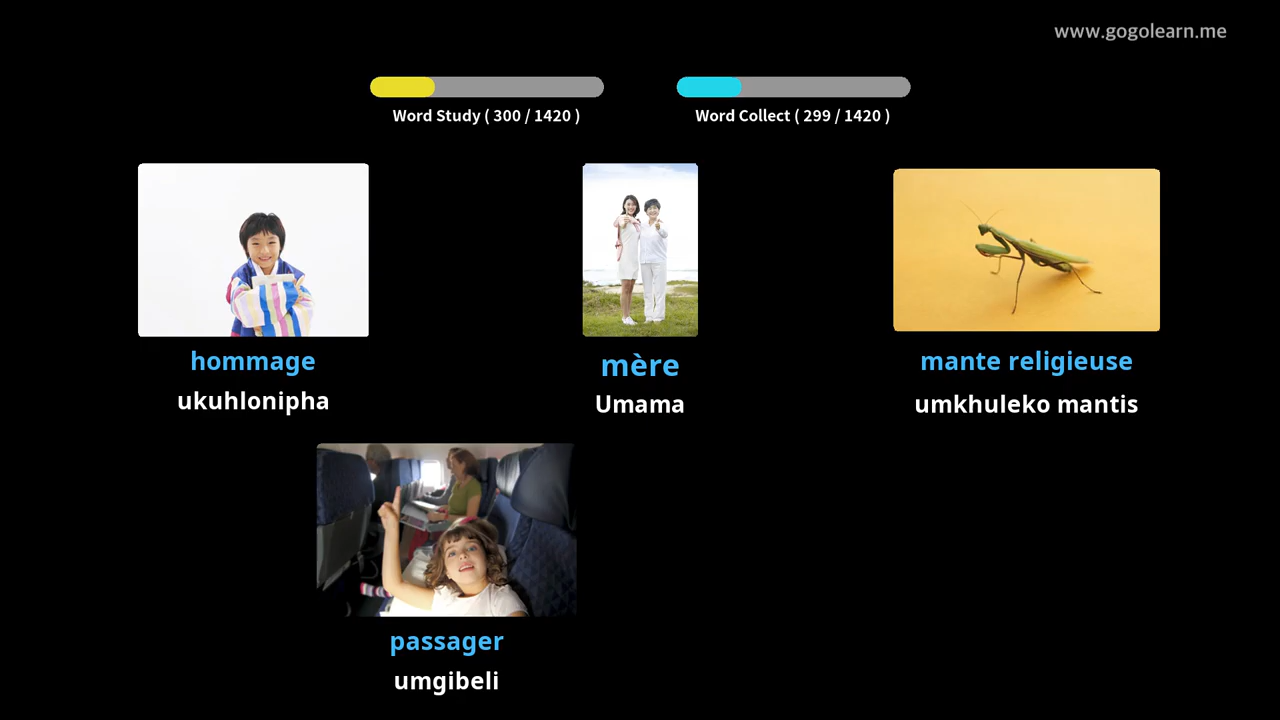 www.gogolearn.me
Word Study ( 300 / 1420 )
Word Collect ( 299 / 1420 )
hommage
ukuhlonipha
mère
Umama
mante religieuse
umkhuleko mantis
passager
umgibeli